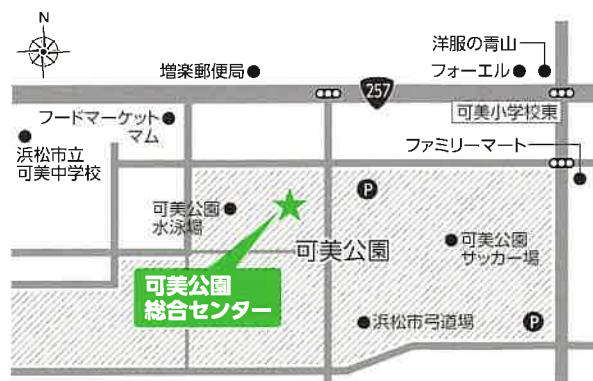 N
洋服の青山
増楽郵便局
フォーエル
257
可美小学校東
フードマーケット
マム
浜松市立
可美中学校
ファミリーマート
P
可美公園
水泳場
可美公園
可美公園
サッカー場
可美公園
総合センター
浜松市弓道場
P